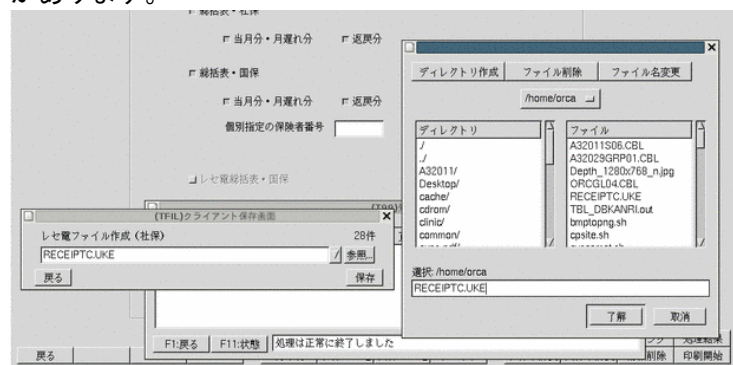 があります。
総括表・社保
当月分・月遅れ分 返戻分
総括表・国保
当月分・月遅れ分 返戻分
個別指定の保険者番号
レセ電総括表・国保
(TFIL)クライアント保存画面
レセ電ファイル作成(社保) 28件
RECEIPTC.UKE / 参照...
戻る 保存
F1:戻る F11:状態 処理は正常に終了しました
戻る
削除 印刷開始
処理結果
ディレクトリ作成 ファイル削除 ファイル名変更
/home/orca
ディレクトリ
./
../
A32011/
Desktop/
cache/
cdrom/
clinic/
common/
ファイル
A32011S06.CBL
A32029GRP01.CBL
Depth_1280x768_n.jpg
ORCGL04.CBL
RECEIPTC.UKE
TBL_DBKANRI.out
bmptopng.sh
cpsite.sh
選択: /home/orca
RECEIPTC.UKE
了解 取消